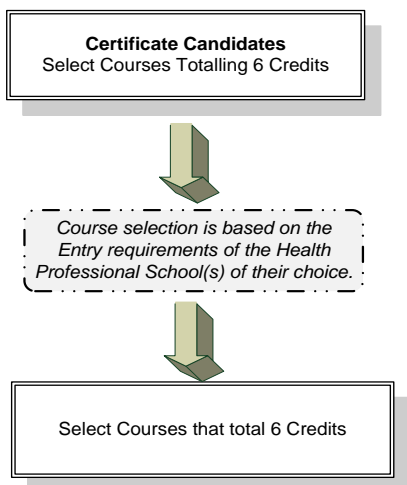 Certificate Candidates
Select Courses Totalling 6 Credits
Course selection is based on the
Entry requirements of the Health
Professional School(s) of their choice.
Select Courses that total 6 Credits